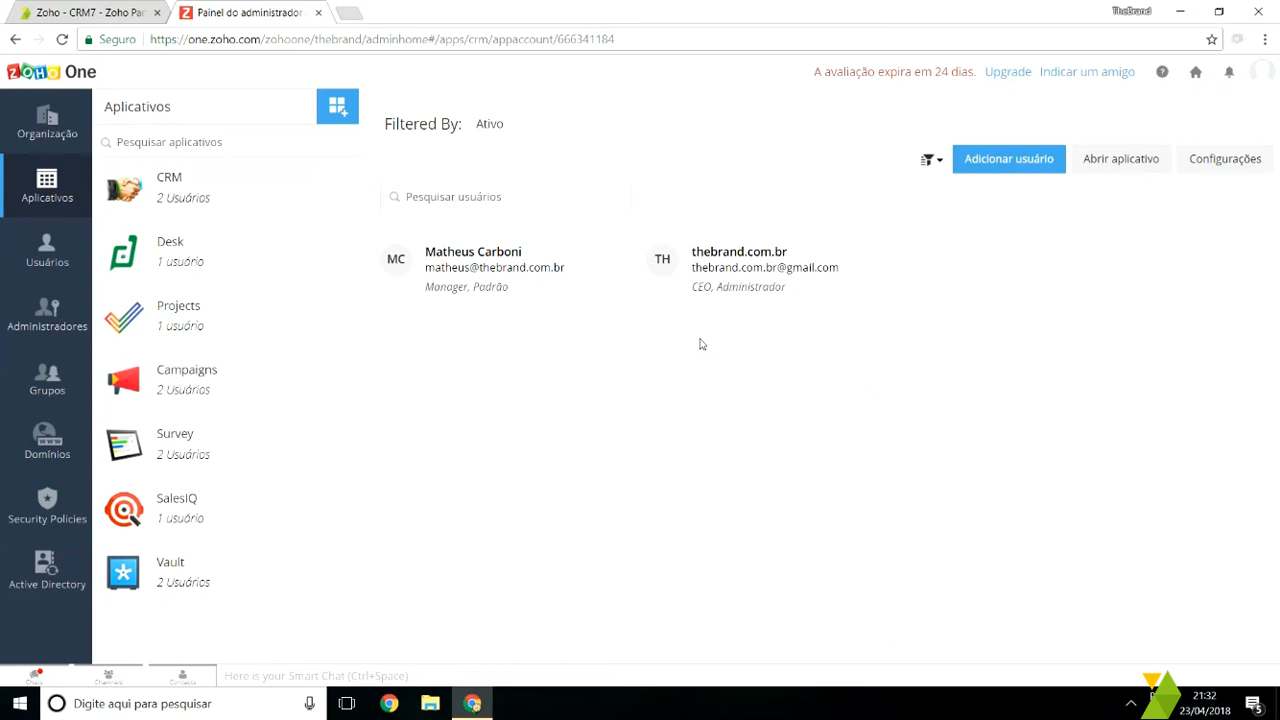 Zoho - CRM7 - Zoho Par
Painel do administrador
TheBrand
Seguro
https://one.zoho.com/zohoone/thebrand/adminhome#/apps/crm/appaccount/666341184
ZOHO One
A avaliação expira em 24 dias.
Upgrade
Indicar um amigo
Organização
Aplicativos
Usuários
Administradores
Grupos
Domínios
Security Policies
Active Directory
Aplicativos
Pesquisar aplicativos
CRM
2 Usuários
Desk
1 usuário
Projects
1 usuário
Campaigns
2 Usuários
Survey
2 Usuários
SalesIQ
1 usuário
Vault
2 Usuários
Filtered By: Ativo
Adicionar usuário
Abrir aplicativo
Configurações
Pesquisar usuários
MC
Matheus Carboni
matheus@thebrand.com.br
Manager, Padrão
TH
thebrand.com.br
thebrand.com.br@gmail.com
CEO, Administrador
Chats
Channels
Contacts
Here is your Smart Chat (Ctrl+Space)
Digite aqui para pesquisar
21:32
23/04/2018
5